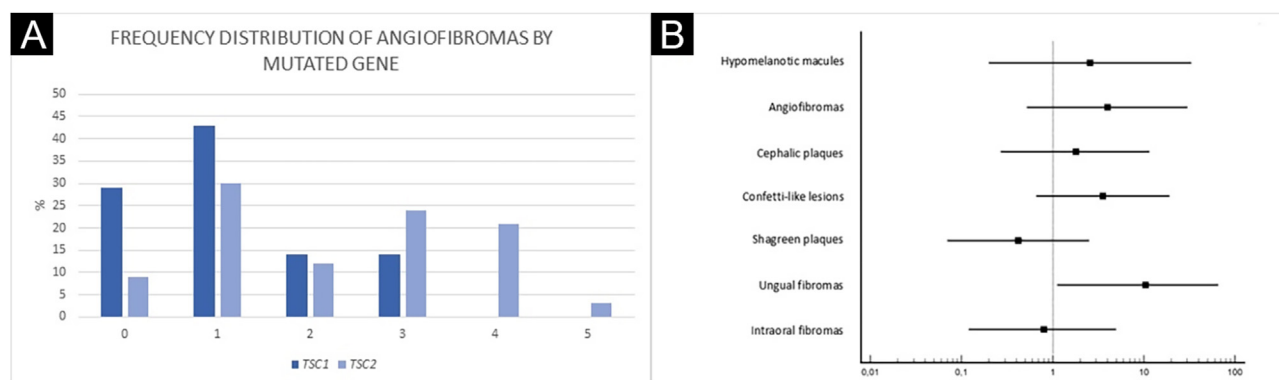 A
FREQUENCY DISTRIBUTION OF ANGIOFIBROMAS BY
MUTATED GENE
50
45
40
35
30
25
20
15
10
5
0
%
0 1 2 3 4 5
TSC1 TSC2
B
Hypomelanotic macules
Angiofibromas
Cephalic plaques
Confetti-like lesions
Shagreen plaques
Ungual fibromas
Intraoral fibromas
0,01 0,1 1 10 100